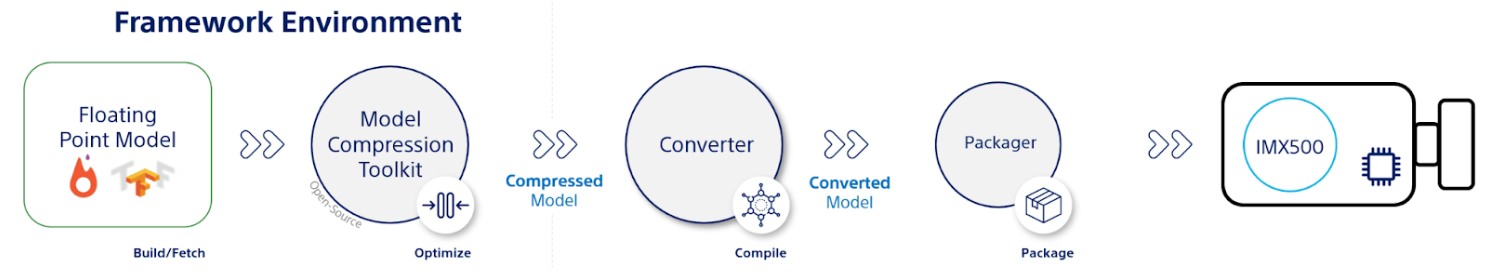 Framework Environment
Floating
Point Model
Build/Fetch
Model
Compression
Toolkit
Open-Source
Optimize
Compressed
Model
Converter
Compile
Converted
Model
Packager
Package
IMX500